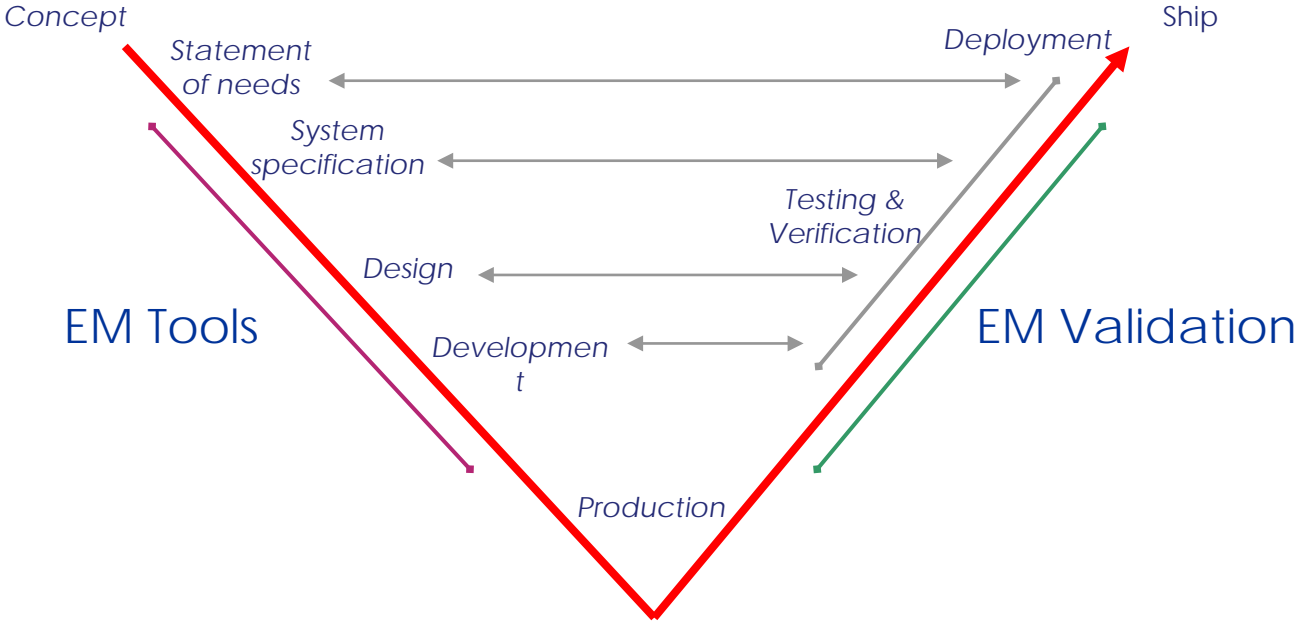 Concept
Ship
Statement
of needs
Deployment
System
specification
Testing &
Verification
Design
EM Tools
EM Validation
Developmen
t
Production